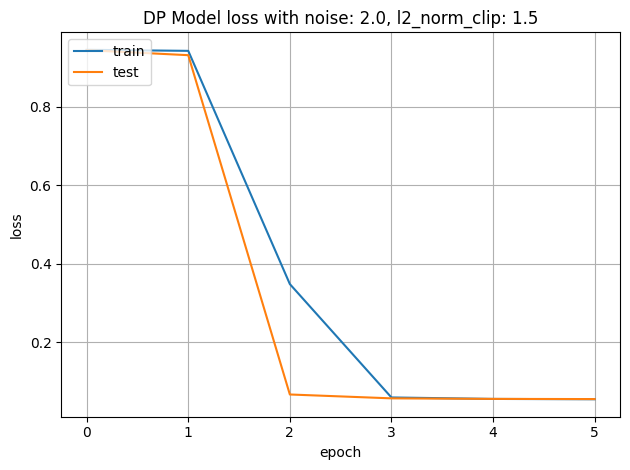 DP Model loss with noise: 2.0, l2_norm_clip: 1.5
train
test
0.8
0.6
0.4
0.2
loss
0 1 2 3 4 5
epoch